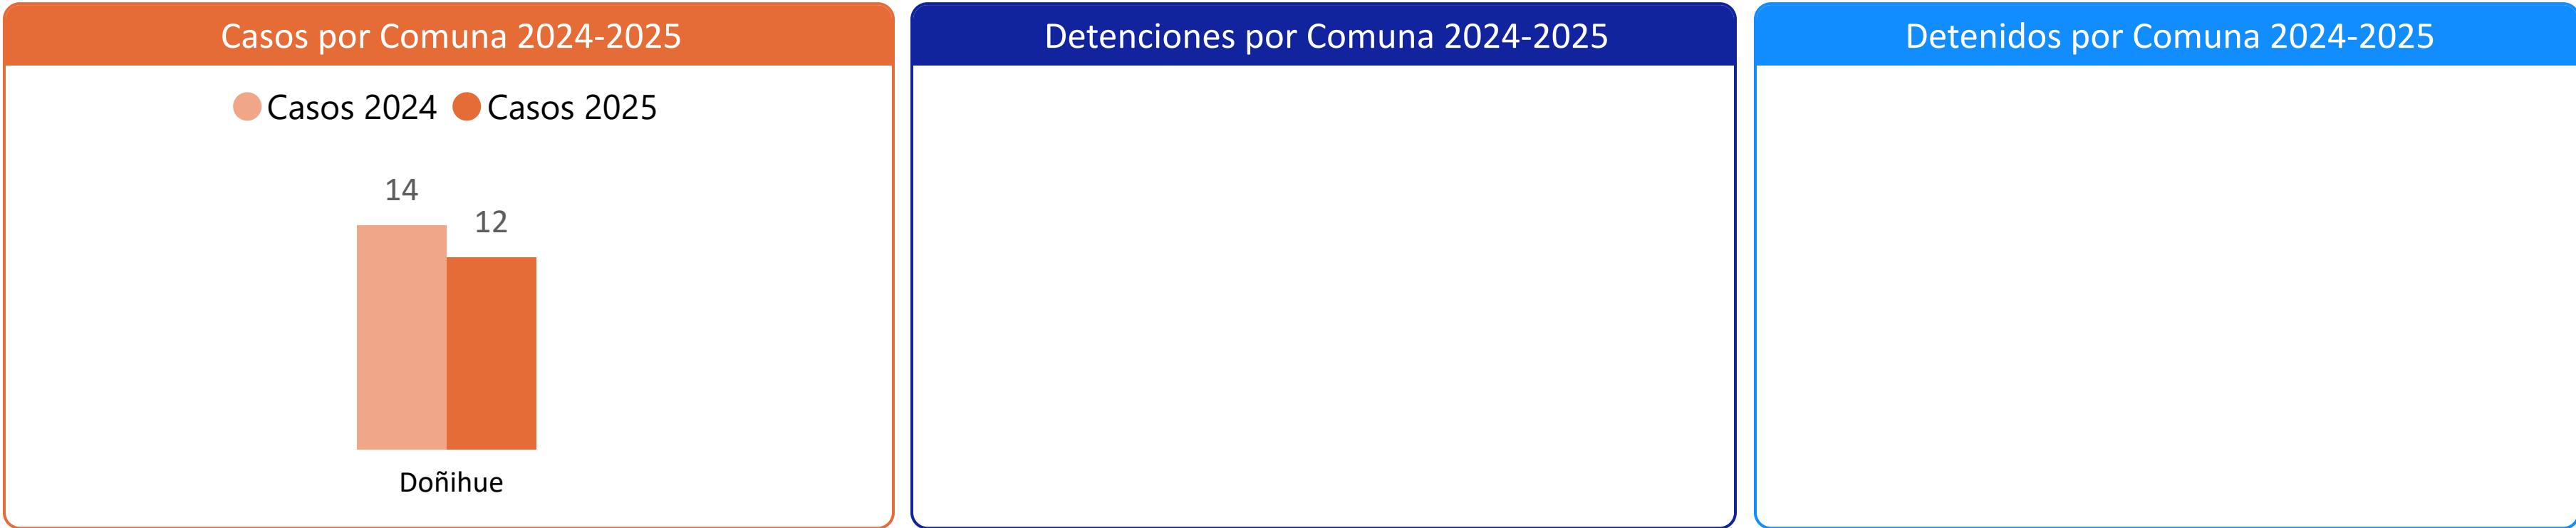 Casos por Comuna 2024-2025
Casos 2024 Casos 2025
14
12
Doñihue
Detenciones por Comuna 2024-2025
Detenidos por Comuna 2024-2025